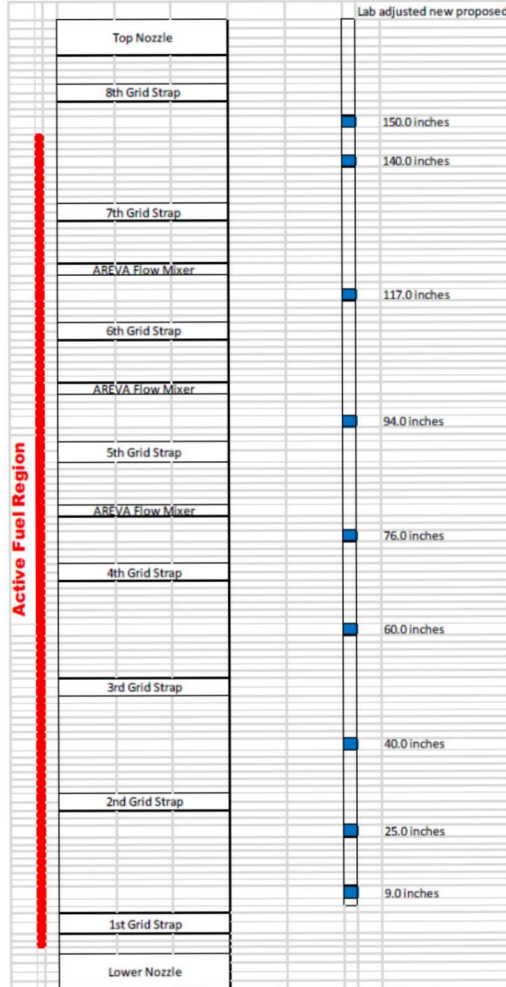 Lab adjusted new proposed
Top Nozzle
8th Grid Strap
150.0 inches
140.0 inches
7th Grid Strap
AREVA Flow Mixer
117.0 inches
6th Grid Strap
AREVA Flow Mixer
94.0 inches
5th Grid Strap
AREVA Flow Mixer
76.0 inches
4th Grid Strap
60.0 inches
3rd Grid Strap
40.0 inches
2nd Grid Strap
25.0 inches
9.0 inches
1st Grid Strap
Lower Nozzle
Active Fuel Region